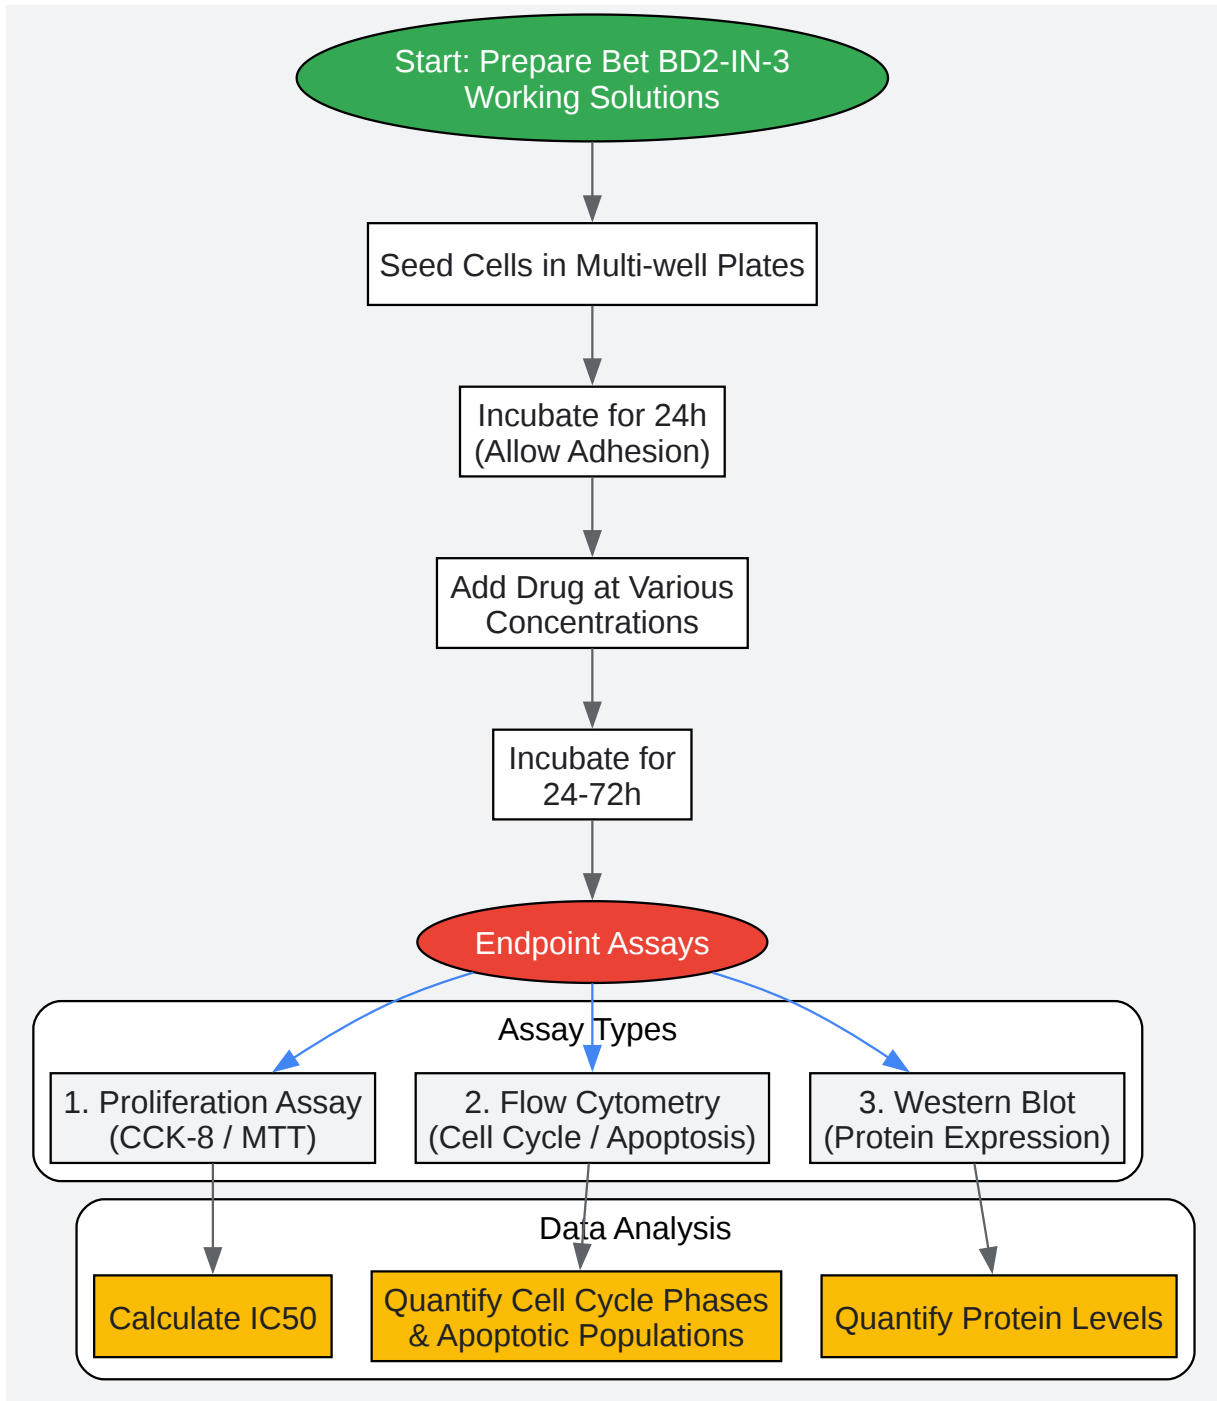 Start: Prepare Bet BD2-IN-3
Working Solutions
Seed Cells in Multi-well Plates
Incubate for 24h
(Allow Adhesion)
Add Drug at Various
Concentrations
Incubate for
24-72h
Endpoint Assays
Assay Types
1. Proliferation Assay
(CCK-8 / MTT)
2. Flow Cytometry
(Cell Cycle / Apoptosis)
3. Western Blot
(Protein Expression)
Data Analysis
Calculate IC50
Quantify Cell Cycle Phases
& Apoptotic Populations
Quantify Protein Levels